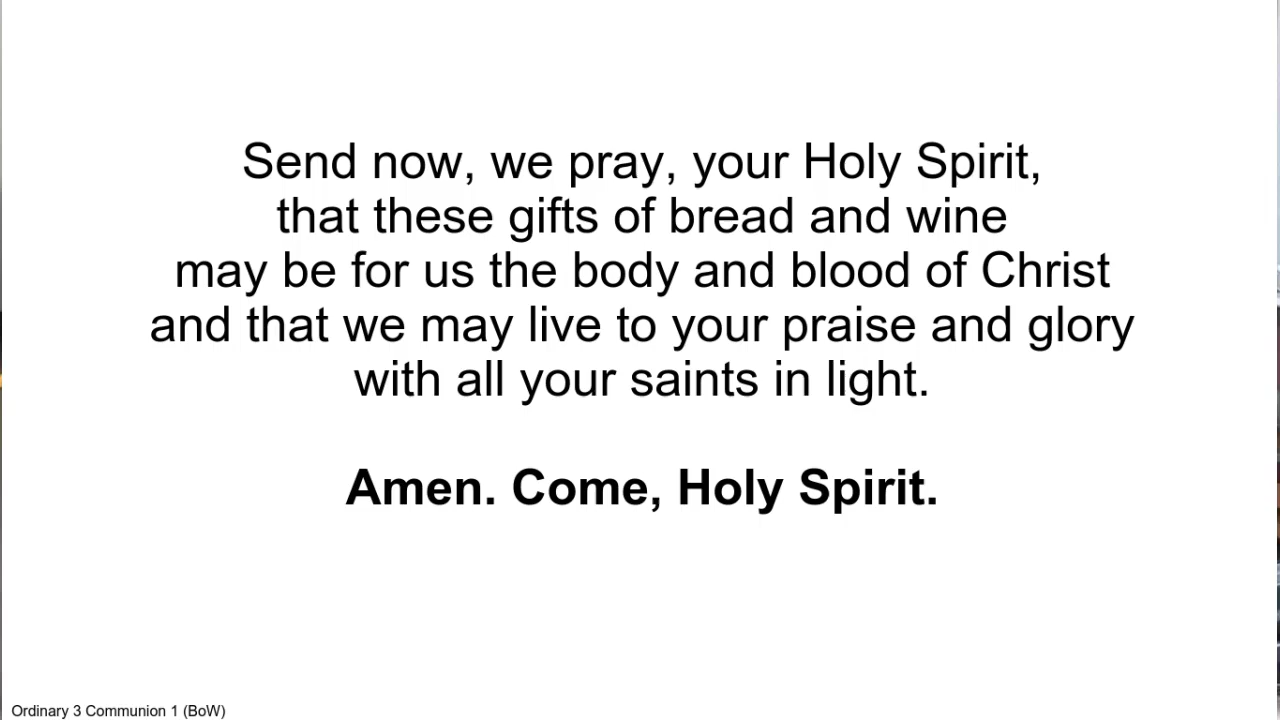 Send now, we pray, your Holy Spirit,
that these gifts of bread and wine
may be for us the body and blood of Christ
and that we may live to your praise and glory
with all your saints in light.
Amen. Come, Holy Spirit.
Ordinary 3 Communion 1 (BoW)